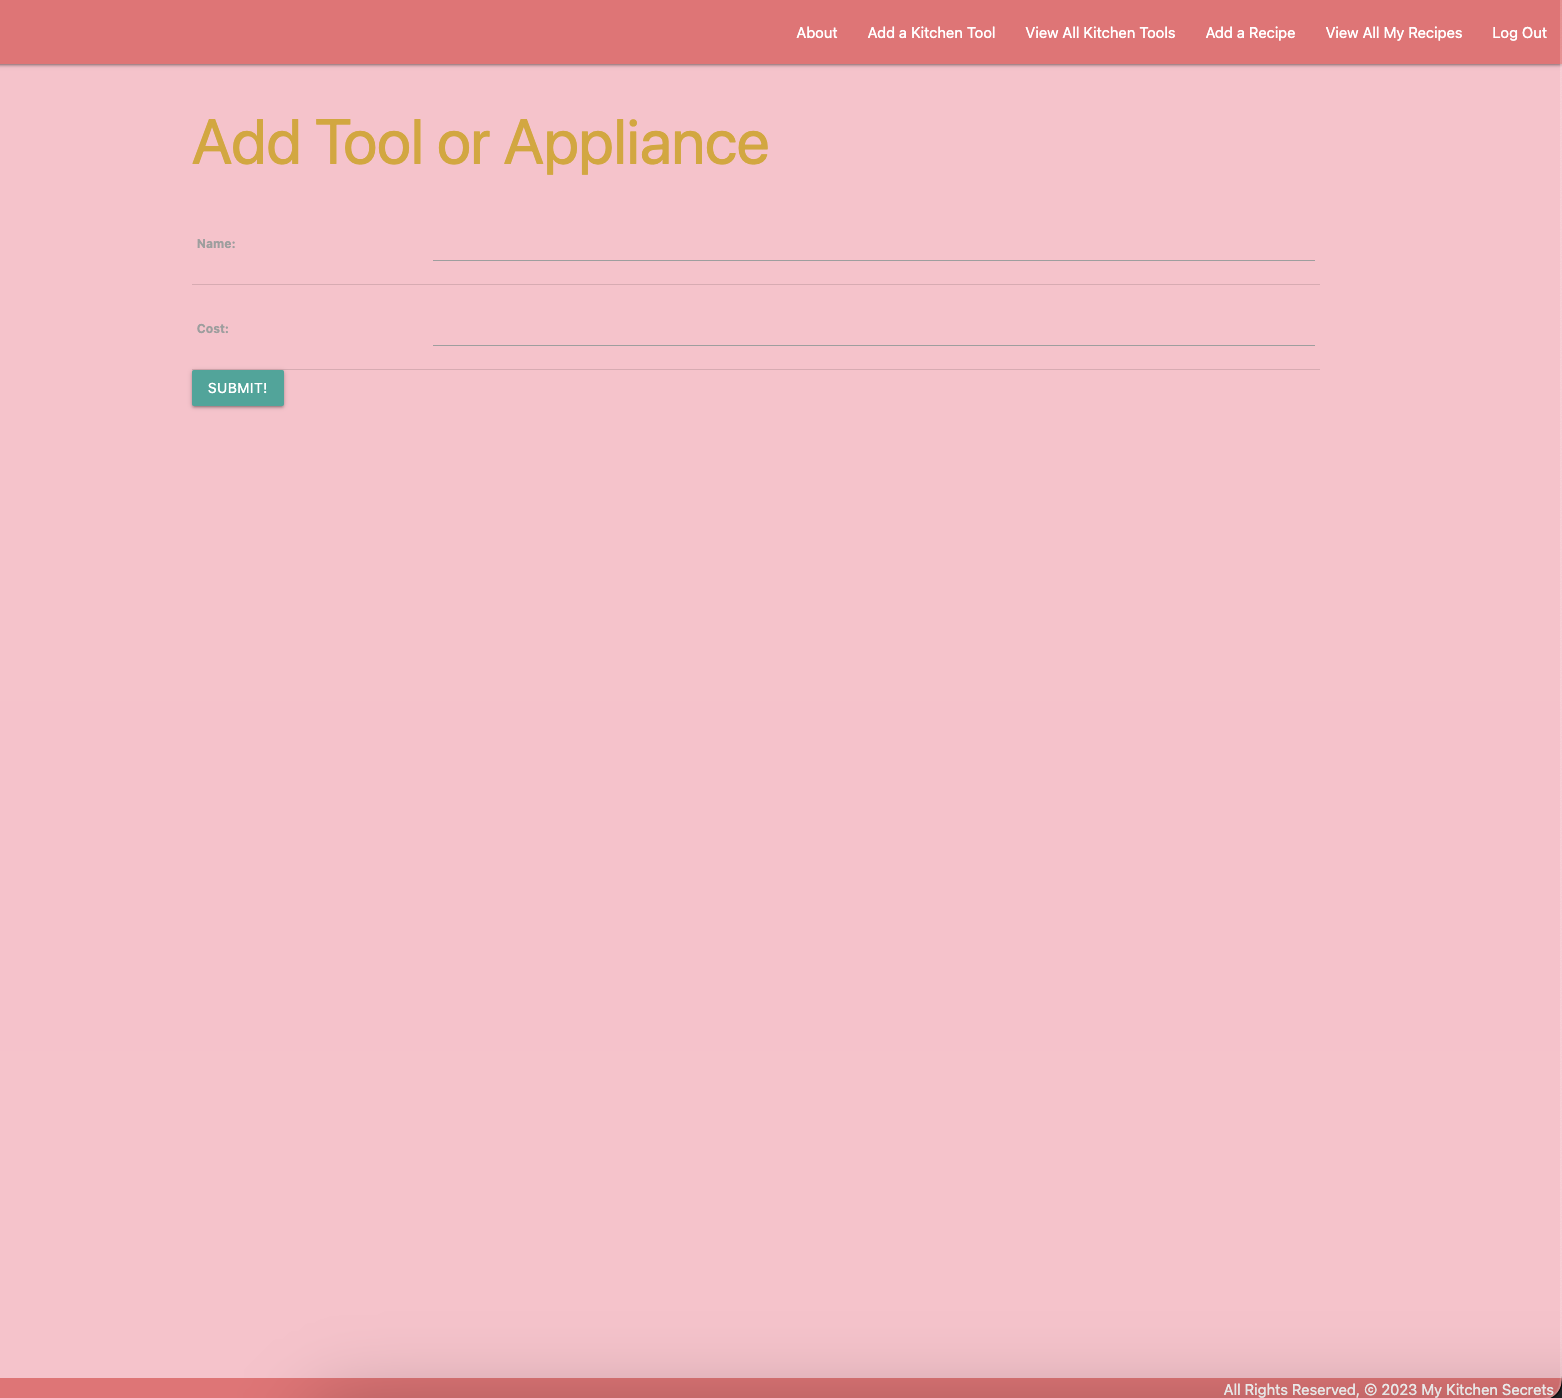 About Add a Kitchen Tool View All Kitchen Tools Add a Recipe View All My Recipes Log Out
Add Tool or Appliance
Name:
Cost:
SUBMIT!
All Rights Reserved, © 2023 My Kitchen Secrets